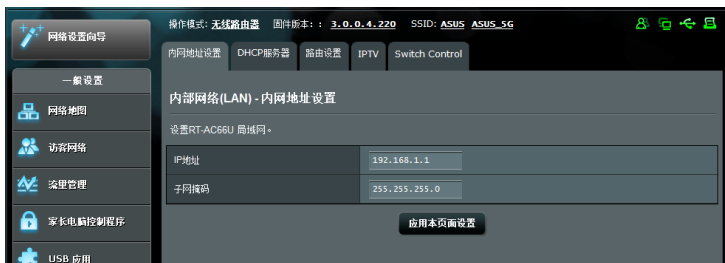 网络设置向导
操作模式: 无线路由器 固件版本: : 3.0.0.4.220 SSID: ASUS ASUS_5G
内网地址设置 DHCP服务器 路由设置 IPTV Switch Control
一般设置
网络地图
访客网络
流量管理
家长电脑控制程序
USB 应用
内部网络(LAN) - 内网地址设置
设置RT-AC66U 局域网。
IP地址 192.168.1.1
子网掩码 255.255.255.0
应用本页面设置